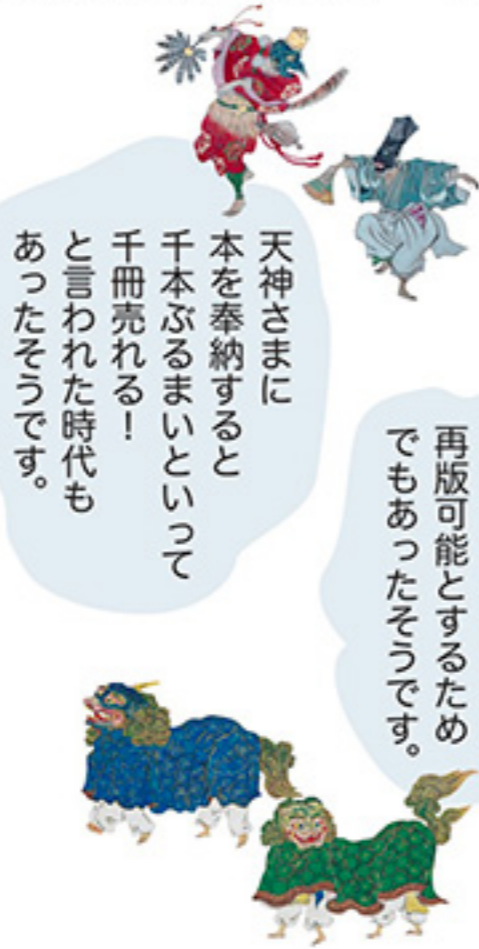 再版可能とするため
でもあったそうです。
天神さまに
本を奉納すると
千本ぶるまいといって
千冊売れる！
と言われた時代も
あったそうです。